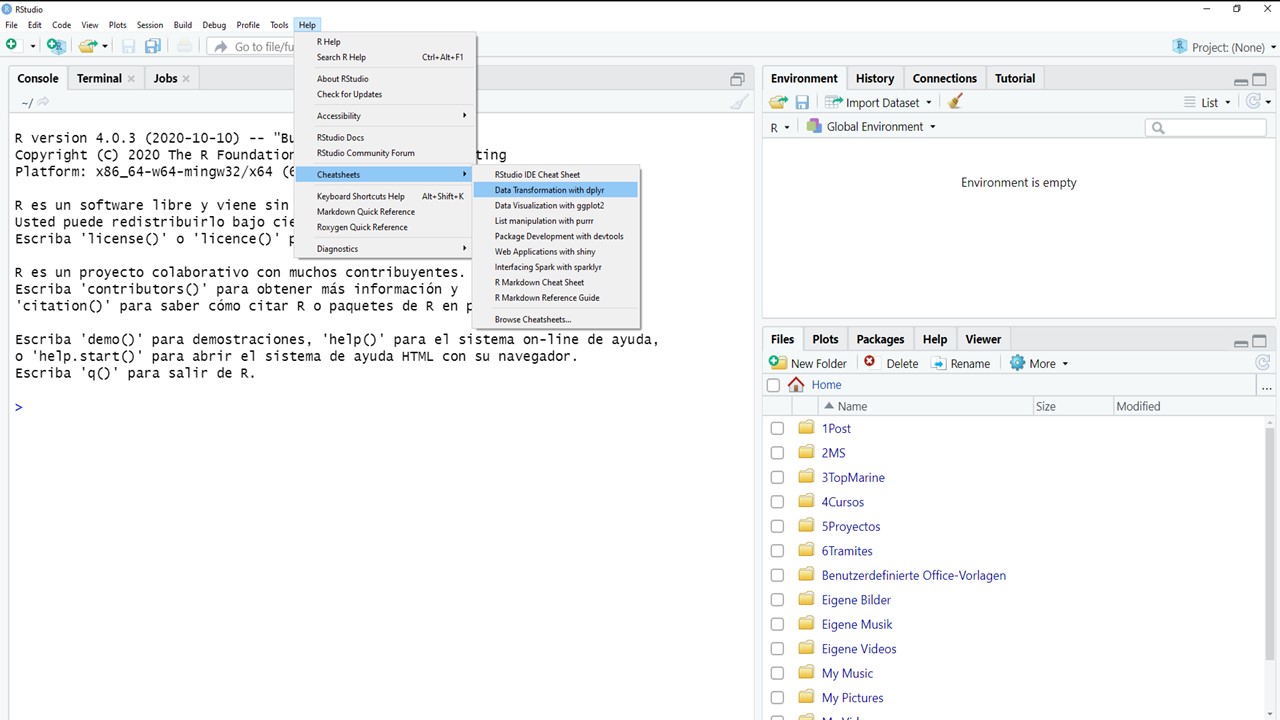 RStudio
File Edit Code View Plots Session Build Debug Profile Tools Help
Go to file/fu
Project: (None)
R Help
Search R Help Ctrl+Alt+F1
About RStudio
Check for Updates
Accessibility
RStudio Docs
RStudio Community Forum
Cheatsheets
Keyboard Shortcuts Help Alt+Shift+K
Markdown Quick Reference
Roxygen Quick Reference
Diagnostics
RStudio IDE Cheat Sheet
Data Transformation with dplyr
Data Visualization with ggplot2
List manipulation with purrr
Package Development with devtools
Web Applications with shiny
Interfacing Spark with sparklyr
R Markdown Cheat Sheet
R Markdown Reference Guide
Browse Cheatsheets...
Console Terminal Jobs
~/
R version 4.0.3 (2020-10-10) -- "Bu
Copyright (C) 2020 The R Foundation ting
Platform: x86_64-w64-mingw32/x64 (6
R es un software libre y viene sin
Usted puede redistribuirlo bajo cie
Escriba 'license()' o 'licence()' p
R es un proyecto colaborativo con muchos contribuyentes.
Escriba 'contributors()' para obtener más información y
'citation()' para saber cómo citar R o paquetes de R en p
Escriba 'demo()' para demostraciones, 'help()' para el sistema on-line de ayuda,
o 'help.start()' para abrir el sistema de ayuda HTML con su navegador.
Escriba 'q()' para salir de R.
>
Environment History Connections Tutorial
Import Dataset List
R Global Environment
Environment is empty
Files Plots Packages Help Viewer
New Folder Delete Rename More
Home ...
Name Size Modified
1Post
2MS
3TopMarine
4Cursos
5Proyectos
6Tramites
Benutzerdefinierte Office-Vorlagen
Eigene Bilder
Eigene Musik
Eigene Videos
My Music
My Pictures